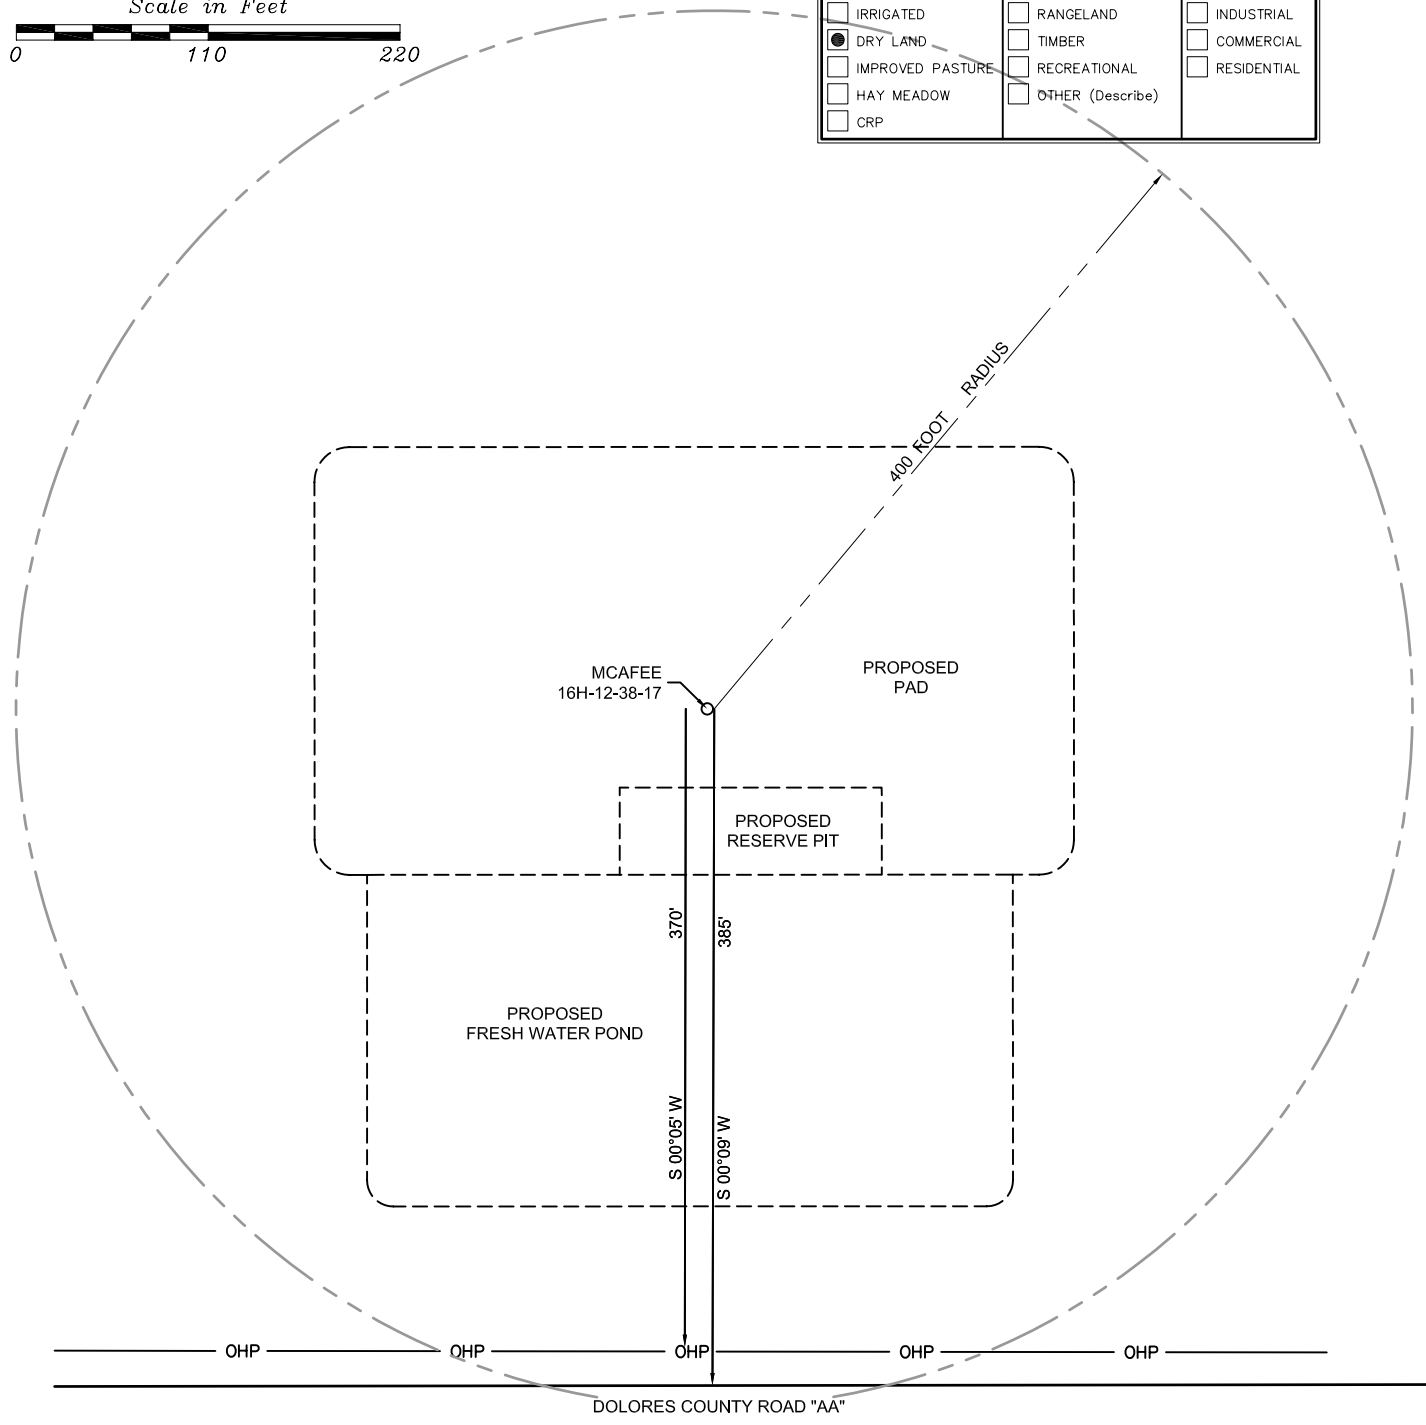 Scale in Feet
0 110 220
IRRIGATED
DRY LAND
IMPROVED PASTURE
HAY MEADOW
CRP
RANGELAND
TIMBER
RECREATIONAL
OTHER (Describe)
INDUSTRIAL
COMMERCIAL
RESIDENTIAL
400 FOOT RADIUS
MCAFEE
16H-12-38-17
PROPOSED
PAD
PROPOSED
RESERVE PIT
370'
385'
PROPOSED
FRESH WATER POND
S 00°05' W
S 00°09' W
OHP OHP OHP OHP OHP
DOLORES COUNTY ROAD "AA"